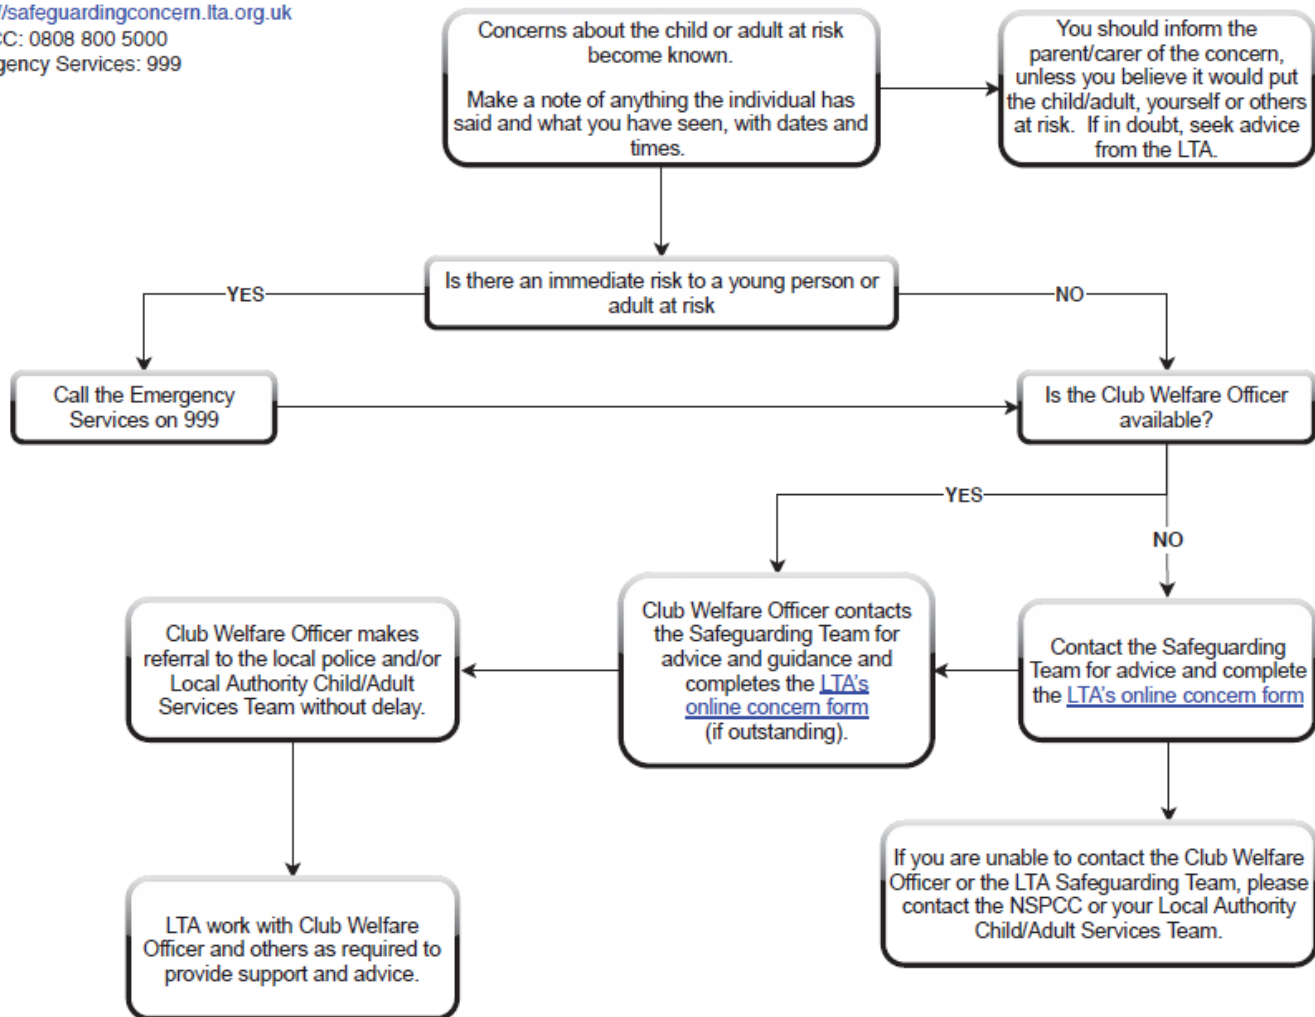 //safeguardingconcern.lta.org.uk
CC: 0808 800 5000
gency Services: 999
Concerns about the child or adult at risk
become known.
Make a note of anything the individual has
said and what you have seen, with dates and
times.
You should inform the
parent/carer of the concern,
unless you believe it would put
the child/adult, yourself or others
at risk.  If in doubt, seek advice
from the LTA.
Is there an immediate risk to a young person or
adult at risk
YES
NO
Call the Emergency
Services on 999
Is the Club Welfare Officer
available?
YES
NO
Club Welfare Officer makes
referral to the local police and/or
Local Authority Child/Adult
Services Team without delay.
Club Welfare Officer contacts
the Safeguarding Team for
advice and guidance and
completes the LTA's
online concern form
(if outstanding).
Contact the Safeguarding
Team for advice and complete
the LTA's online concern form
If you are unable to contact the Club Welfare
Officer or the LTA Safeguarding Team, please
contact the NSPCC or your Local Authority
Child/Adult Services Team.
LTA work with Club Welfare
Officer and others as required to
provide support and advice.